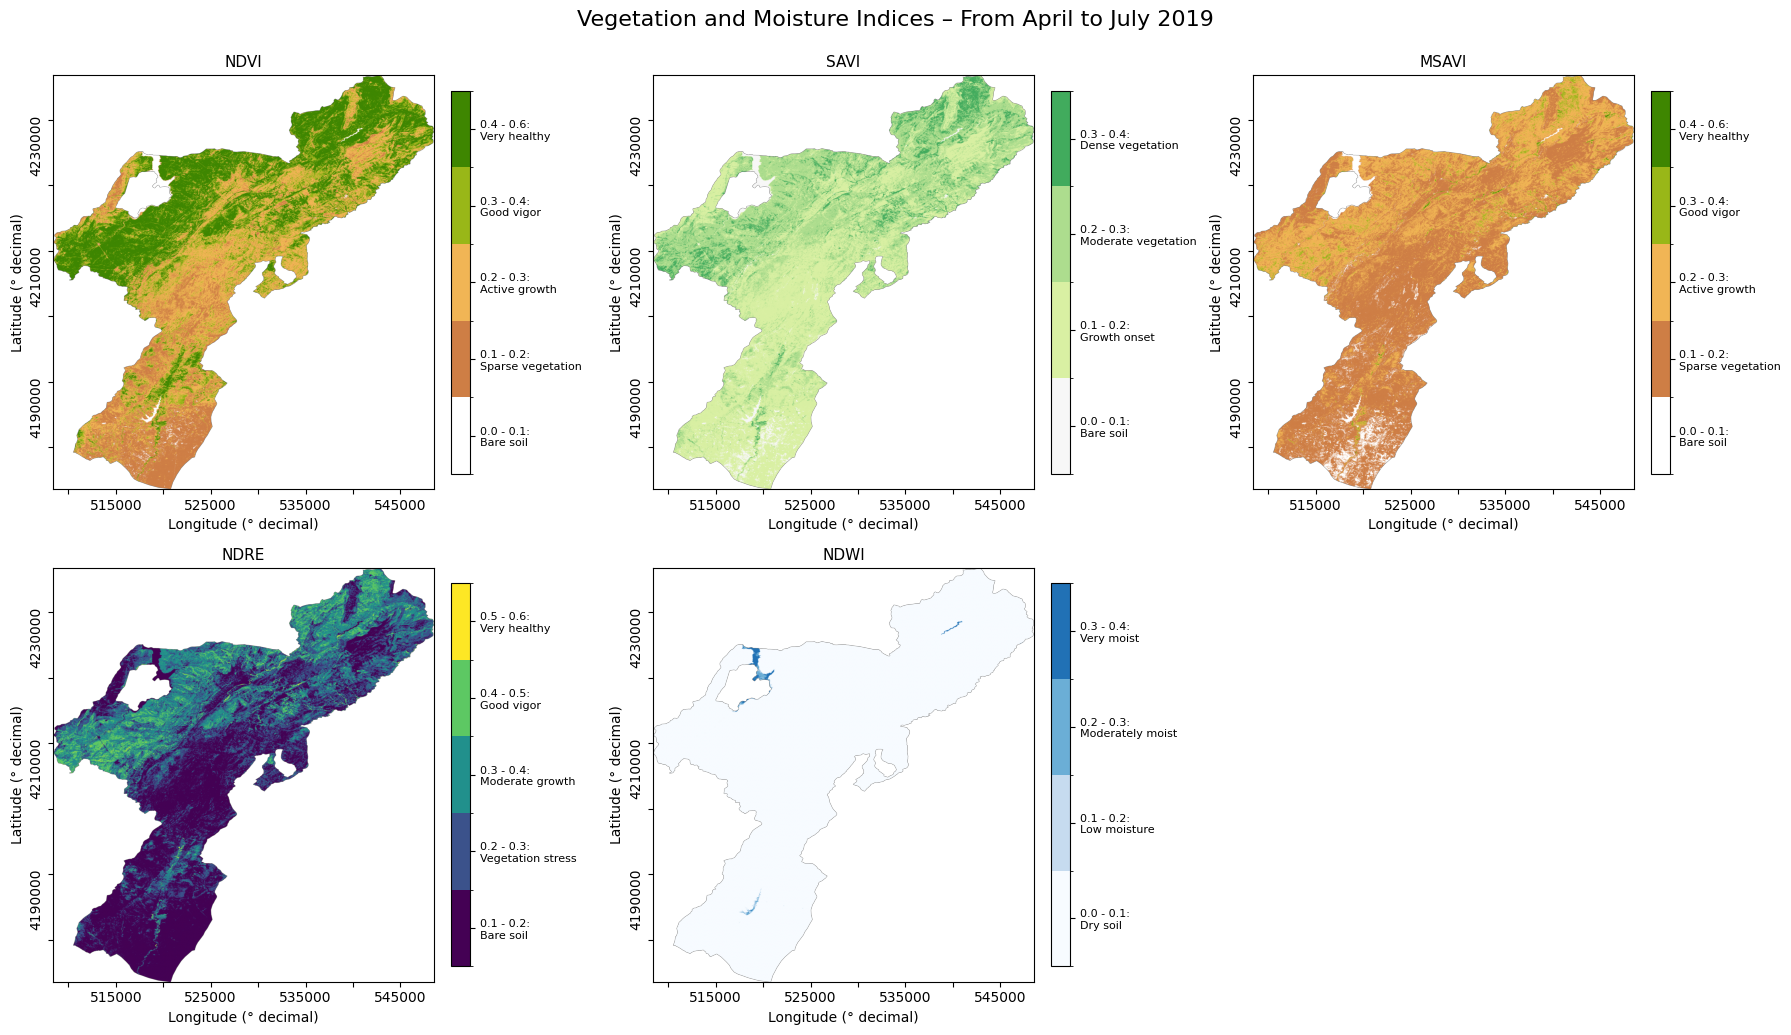 Vegetation and Moisture Indices – From April to July 2019
NDVI
4230000
4210000
4190000
Latitude (° decimal)
515000 525000 535000 545000
Longitude (° decimal)
0.4 - 0.6:
Very healthy
0.3 - 0.4:
Good vigor
0.2 - 0.3:
Active growth
0.1 - 0.2:
Sparse vegetation
0.0 - 0.1:
Bare soil
SAVI
4230000
4210000
4190000
Latitude (° decimal)
515000 525000 535000 545000
Longitude (° decimal)
0.3 - 0.4:
Dense vegetation
0.2 - 0.3:
Moderate vegetation
0.1 - 0.2:
Growth onset
0.0 - 0.1:
Bare soil
MSAVI
4230000
4210000
4190000
Latitude (° decimal)
515000 525000 535000 545000
Longitude (° decimal)
0.4 - 0.6:
Very healthy
0.3 - 0.4:
Good vigor
0.2 - 0.3:
Active growth
0.1 - 0.2:
Sparse vegetation
0.0 - 0.1:
Bare soil
NDRE
4230000
4210000
4190000
Latitude (° decimal)
515000 525000 535000 545000
Longitude (° decimal)
0.5 - 0.6:
Very healthy
0.4 - 0.5:
Good vigor
0.3 - 0.4:
Moderate growth
0.2 - 0.3:
Vegetation stress
0.1 - 0.2:
Bare soil
NDWI
4230000
4210000
4190000
Latitude (° decimal)
515000 525000 535000 545000
Longitude (° decimal)
0.3 - 0.4:
Very moist
0.2 - 0.3:
Moderately moist
0.1 - 0.2:
Low moisture
0.0 - 0.1:
Dry soil